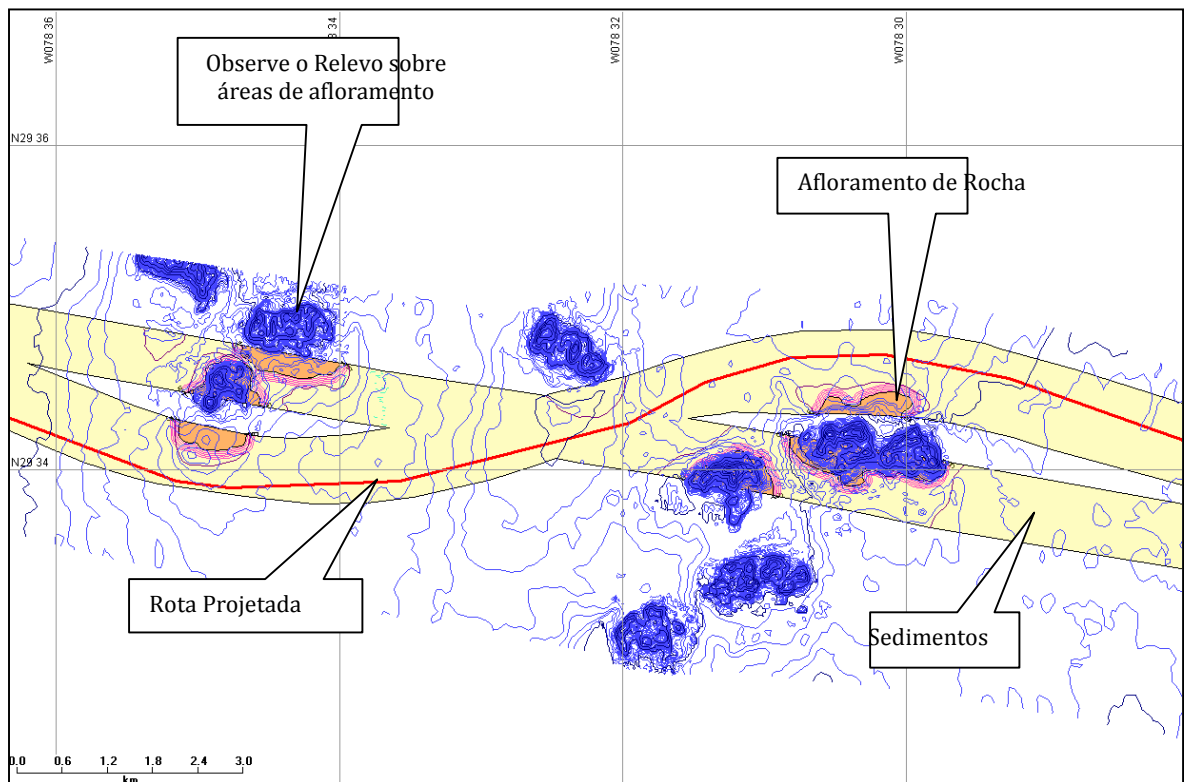 W078 36
8 34
W078 32
W078 30
Observe o Relevo sobre
áreas de afloramento
N29 36
Afloramento de Rocha
N29 34
Rota Projetada
Sedimentos
0.0 0.6 1.2 1.8 2.4 3.0
km